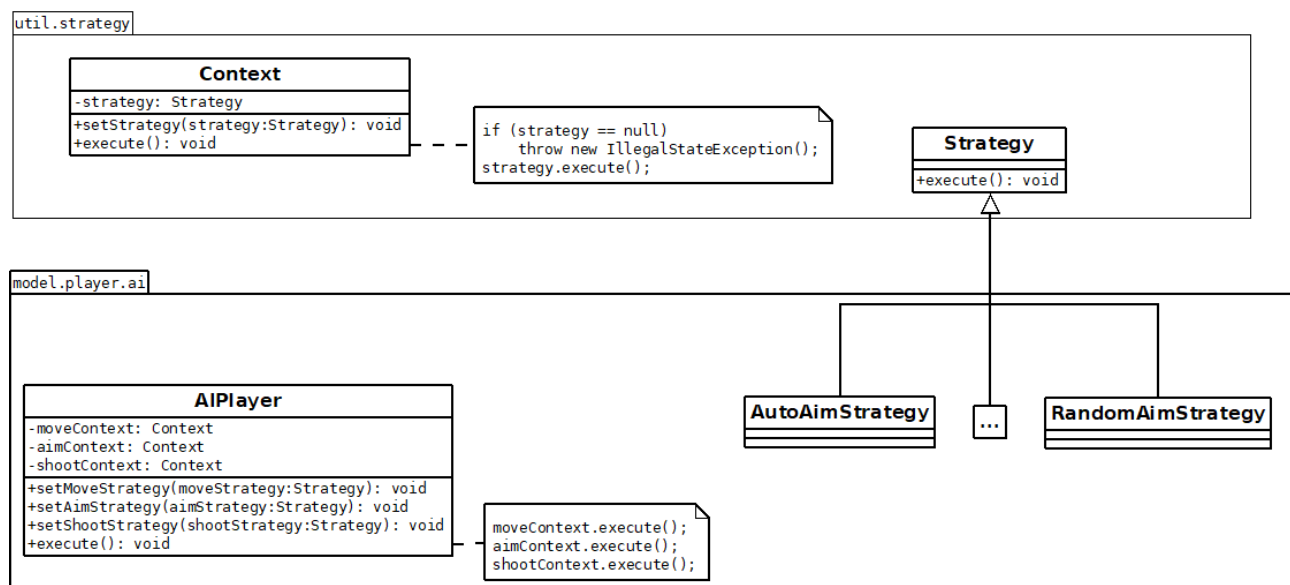 util.strategy
Context
-strategy: Strategy
+setStrategy(strategy:Strategy): void
+execute(): void
if (strategy == null)
throw new IllegalStateException();
strategy.execute();
Strategy
+execute(): void
model.player.ai
AIPlayer
-moveContext: Context
-aimContext: Context
-shootContext: Context
+setMoveStrategy(moveStrategy:Strategy): void
+setAimStrategy(aimStrategy:Strategy): void
+setShootStrategy(shootStrategy:Strategy): void
+execute(): void
moveContext.execute();
aimContext.execute();
shootContext.execute();
AutoAimStrategy
...
RandomAimStrategy